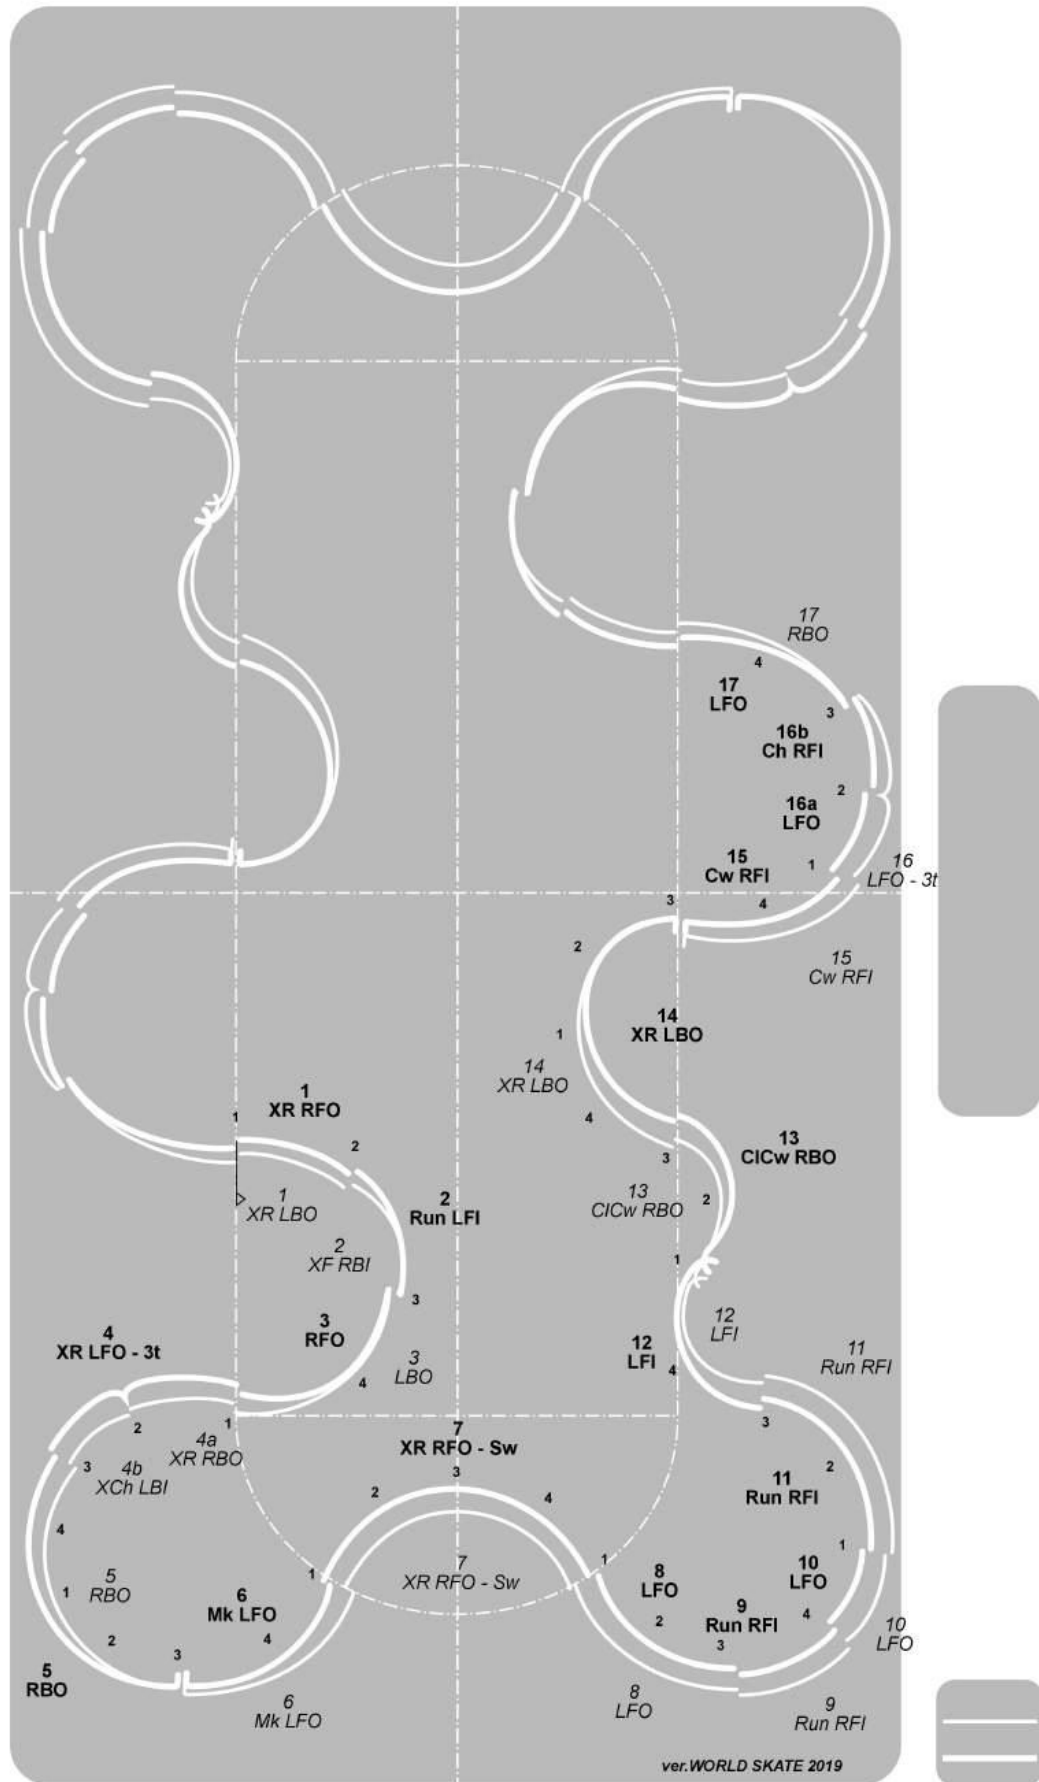 17
RBO
4
17
LFO
3
16b
Ch RFI
2
16a
LFO
15
Cw RFI
1
16
LFO - 3t
3
4
2
15
Cw RFI
14
XR LBO
1
14
XR LBO
4
1
XR RFO
1
2
13
ClCw RBO
3
1
XR LBO
2
Run LFI
13
ClCw RBO
2
2
XF RBI
1
3
3
RFO
12
LFI
4
XR LFO - 3t
12
LFI
11
Run RFI
3
LBO
4
4
1
2
4a
XR RBO
7
XR RFO - Sw
3
3
4b
XCh LBI
3
2
2
4
11
Run RFI
4
1
5
RBO
1
7
XR RFO - Sw
1
8
LFO
10
LFO
1
6
Mk LFO
2
9
Run RFI
4
2
4
3
3
10
LFO
5
RBO
6
Mk LFO
8
LFO
9
Run RFI
ver.WORLD SKATE 2019